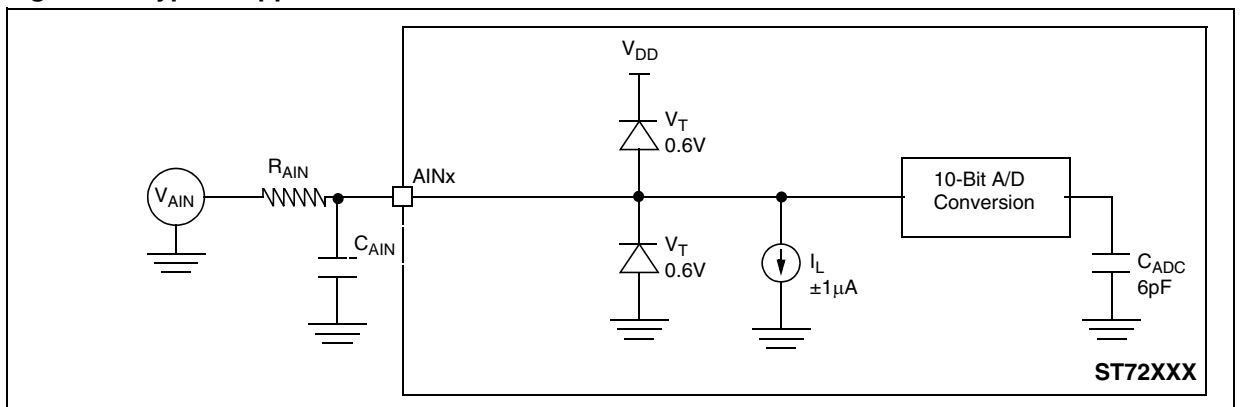 V_DD
V_T
0.6V
R_AIN
AINx
V_AIN
10-Bit A/D
Conversion
C_AIN
V_T
0.6V
I_L
±1μA
C_ADC
6pF
ST72XXX